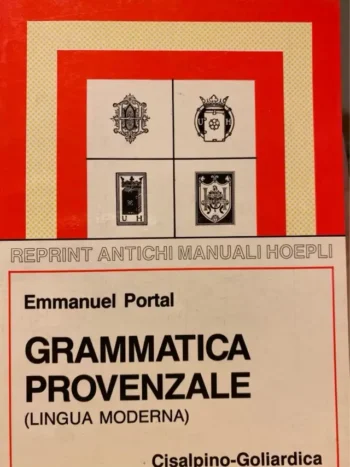 REPRINT ANTICHI MANUALI HOEPLI
Emmanuel Portal
GRAMMATICA
PROVENZALE
(LINGUA MODERNA)
Cisalpino-Goliardica